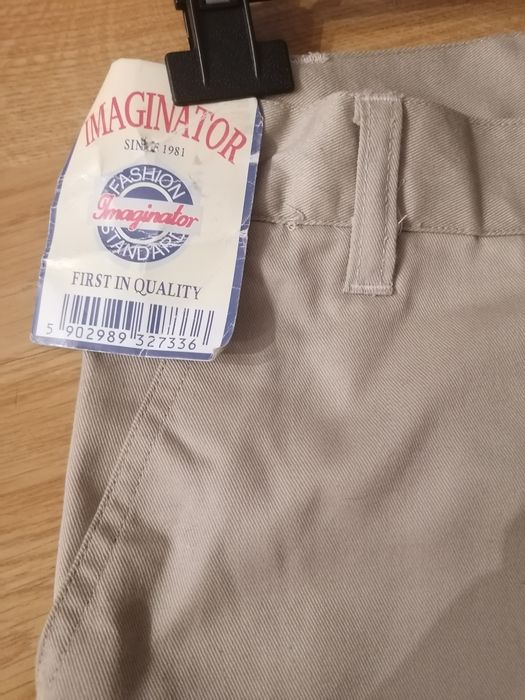 IMAGINATOR
SINCE 1981
FASHION
Imaginator
STANDARD
FIRST IN QUALITY
5 902989 327336